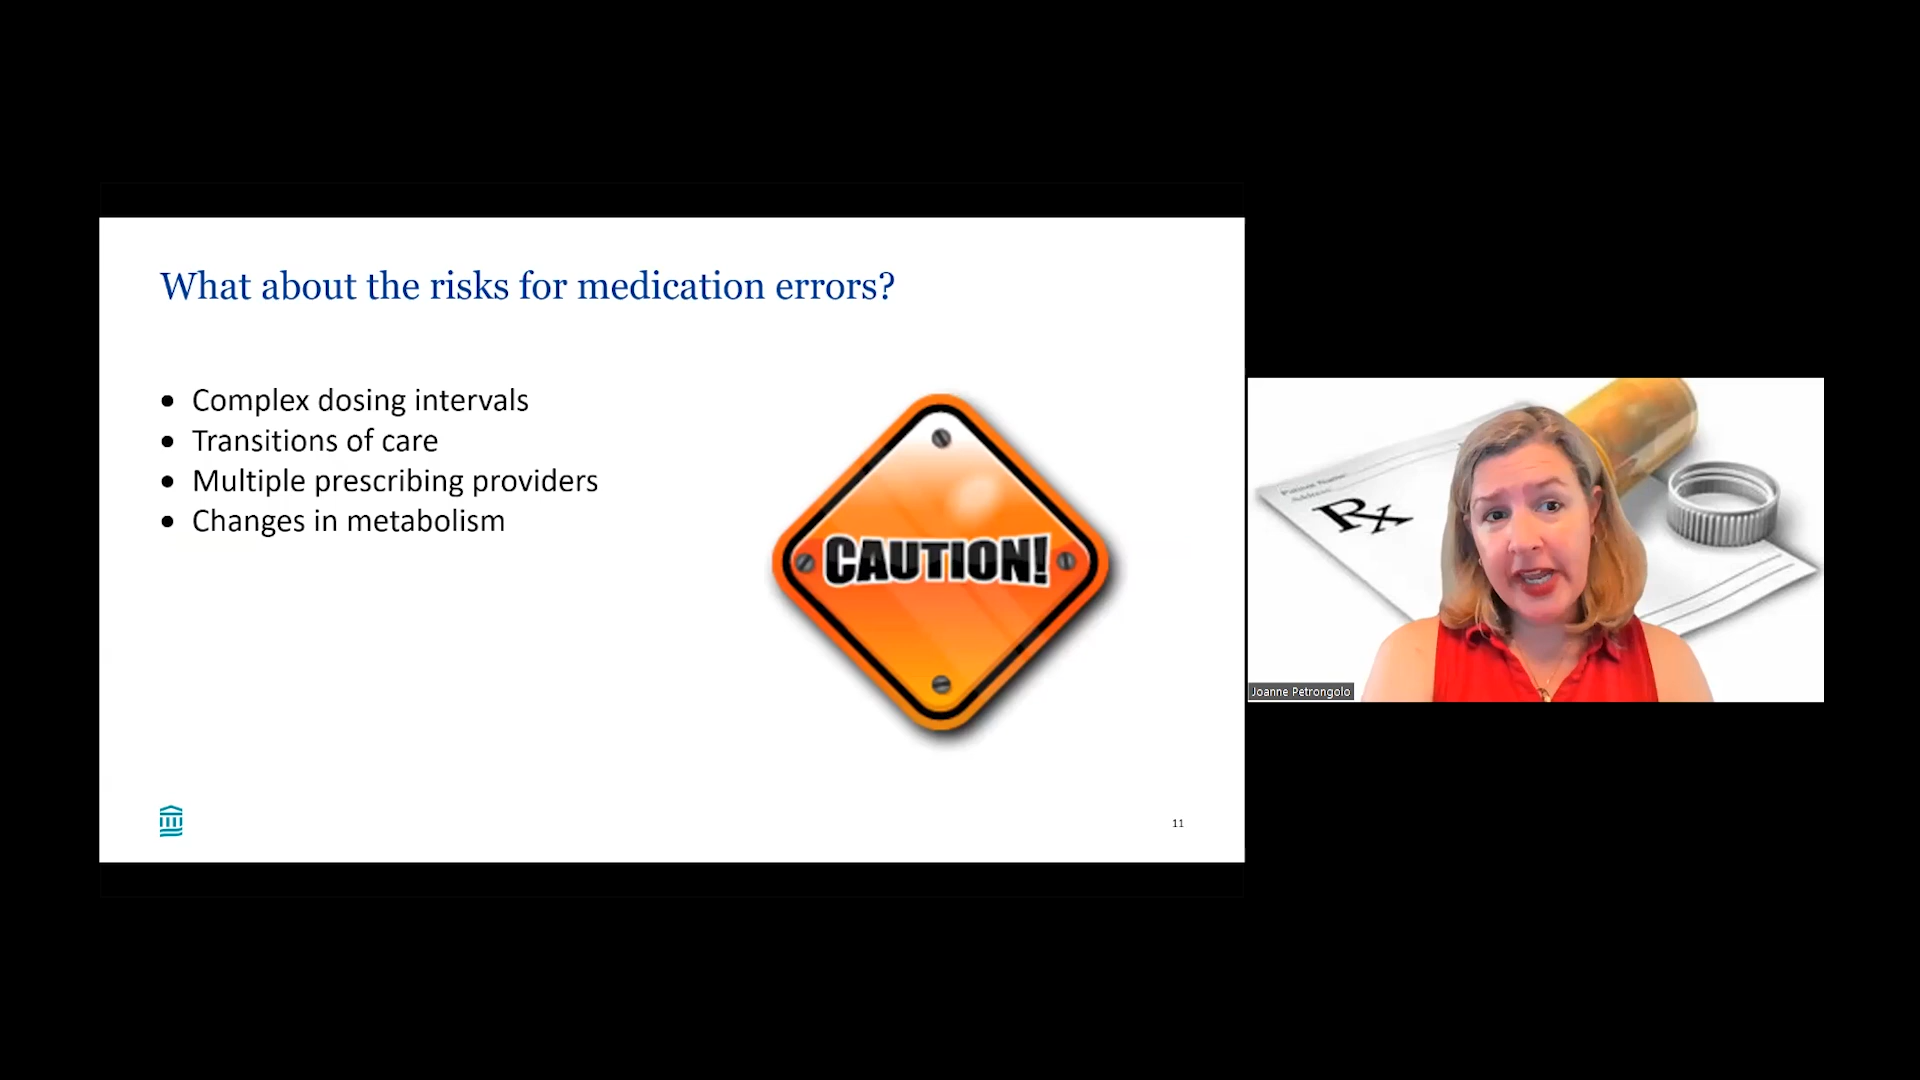 What about the risks for medication errors?
• Complex dosing intervals
• Transitions of care
• Multiple prescribing providers
• Changes in metabolism
CAUTION!
11
Rx
Joanne Petrongolo